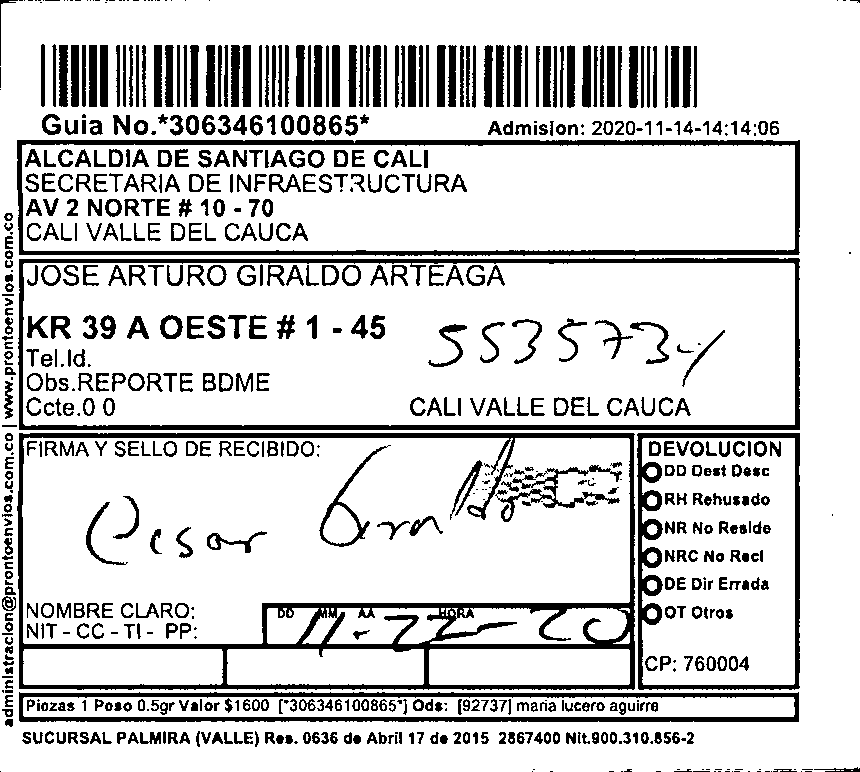 Guia No.*306346100865*
Admision: 2020-11-14-14:14:06
ALCALDIA DE SANTIAGO DE CALI
SECRETARIA DE INFRAESTRUCTURA
AV 2 NORTE # 10 - 70
CALI VALLE DEL CAUCA
JOSE ARTURO GIRALDO ARTEAGA
KR 39 A OESTE # 1 - 45
5535734
Tel.Id.
Obs.REPORTE BDME
Ccte.0 0
CALI VALLE DEL CAUCA
administracion@prontoenvios.com.co | www.prontoenvios.com.co
FIRMA Y SELLO DE RECIBIDO:
Cesar Giraldo
NOMBRE CLARO:
NIT - CC - TI - PP:
DD MM AA HORA
11-22-20
DEVOLUCION
DD Dest Desc
RH Rehusado
NR No Reside
NRC No Recl
DE Dir Errada
OT Otros
CP: 760004
Piezas 1 Peso 0.5gr Valor $1600 [*306346100865*] Ods: [92737] maria lucero aguirre
SUCURSAL PALMIRA (VALLE) Res. 0636 de Abril 17 de 2015 2867400 Nit.900.310.856-2